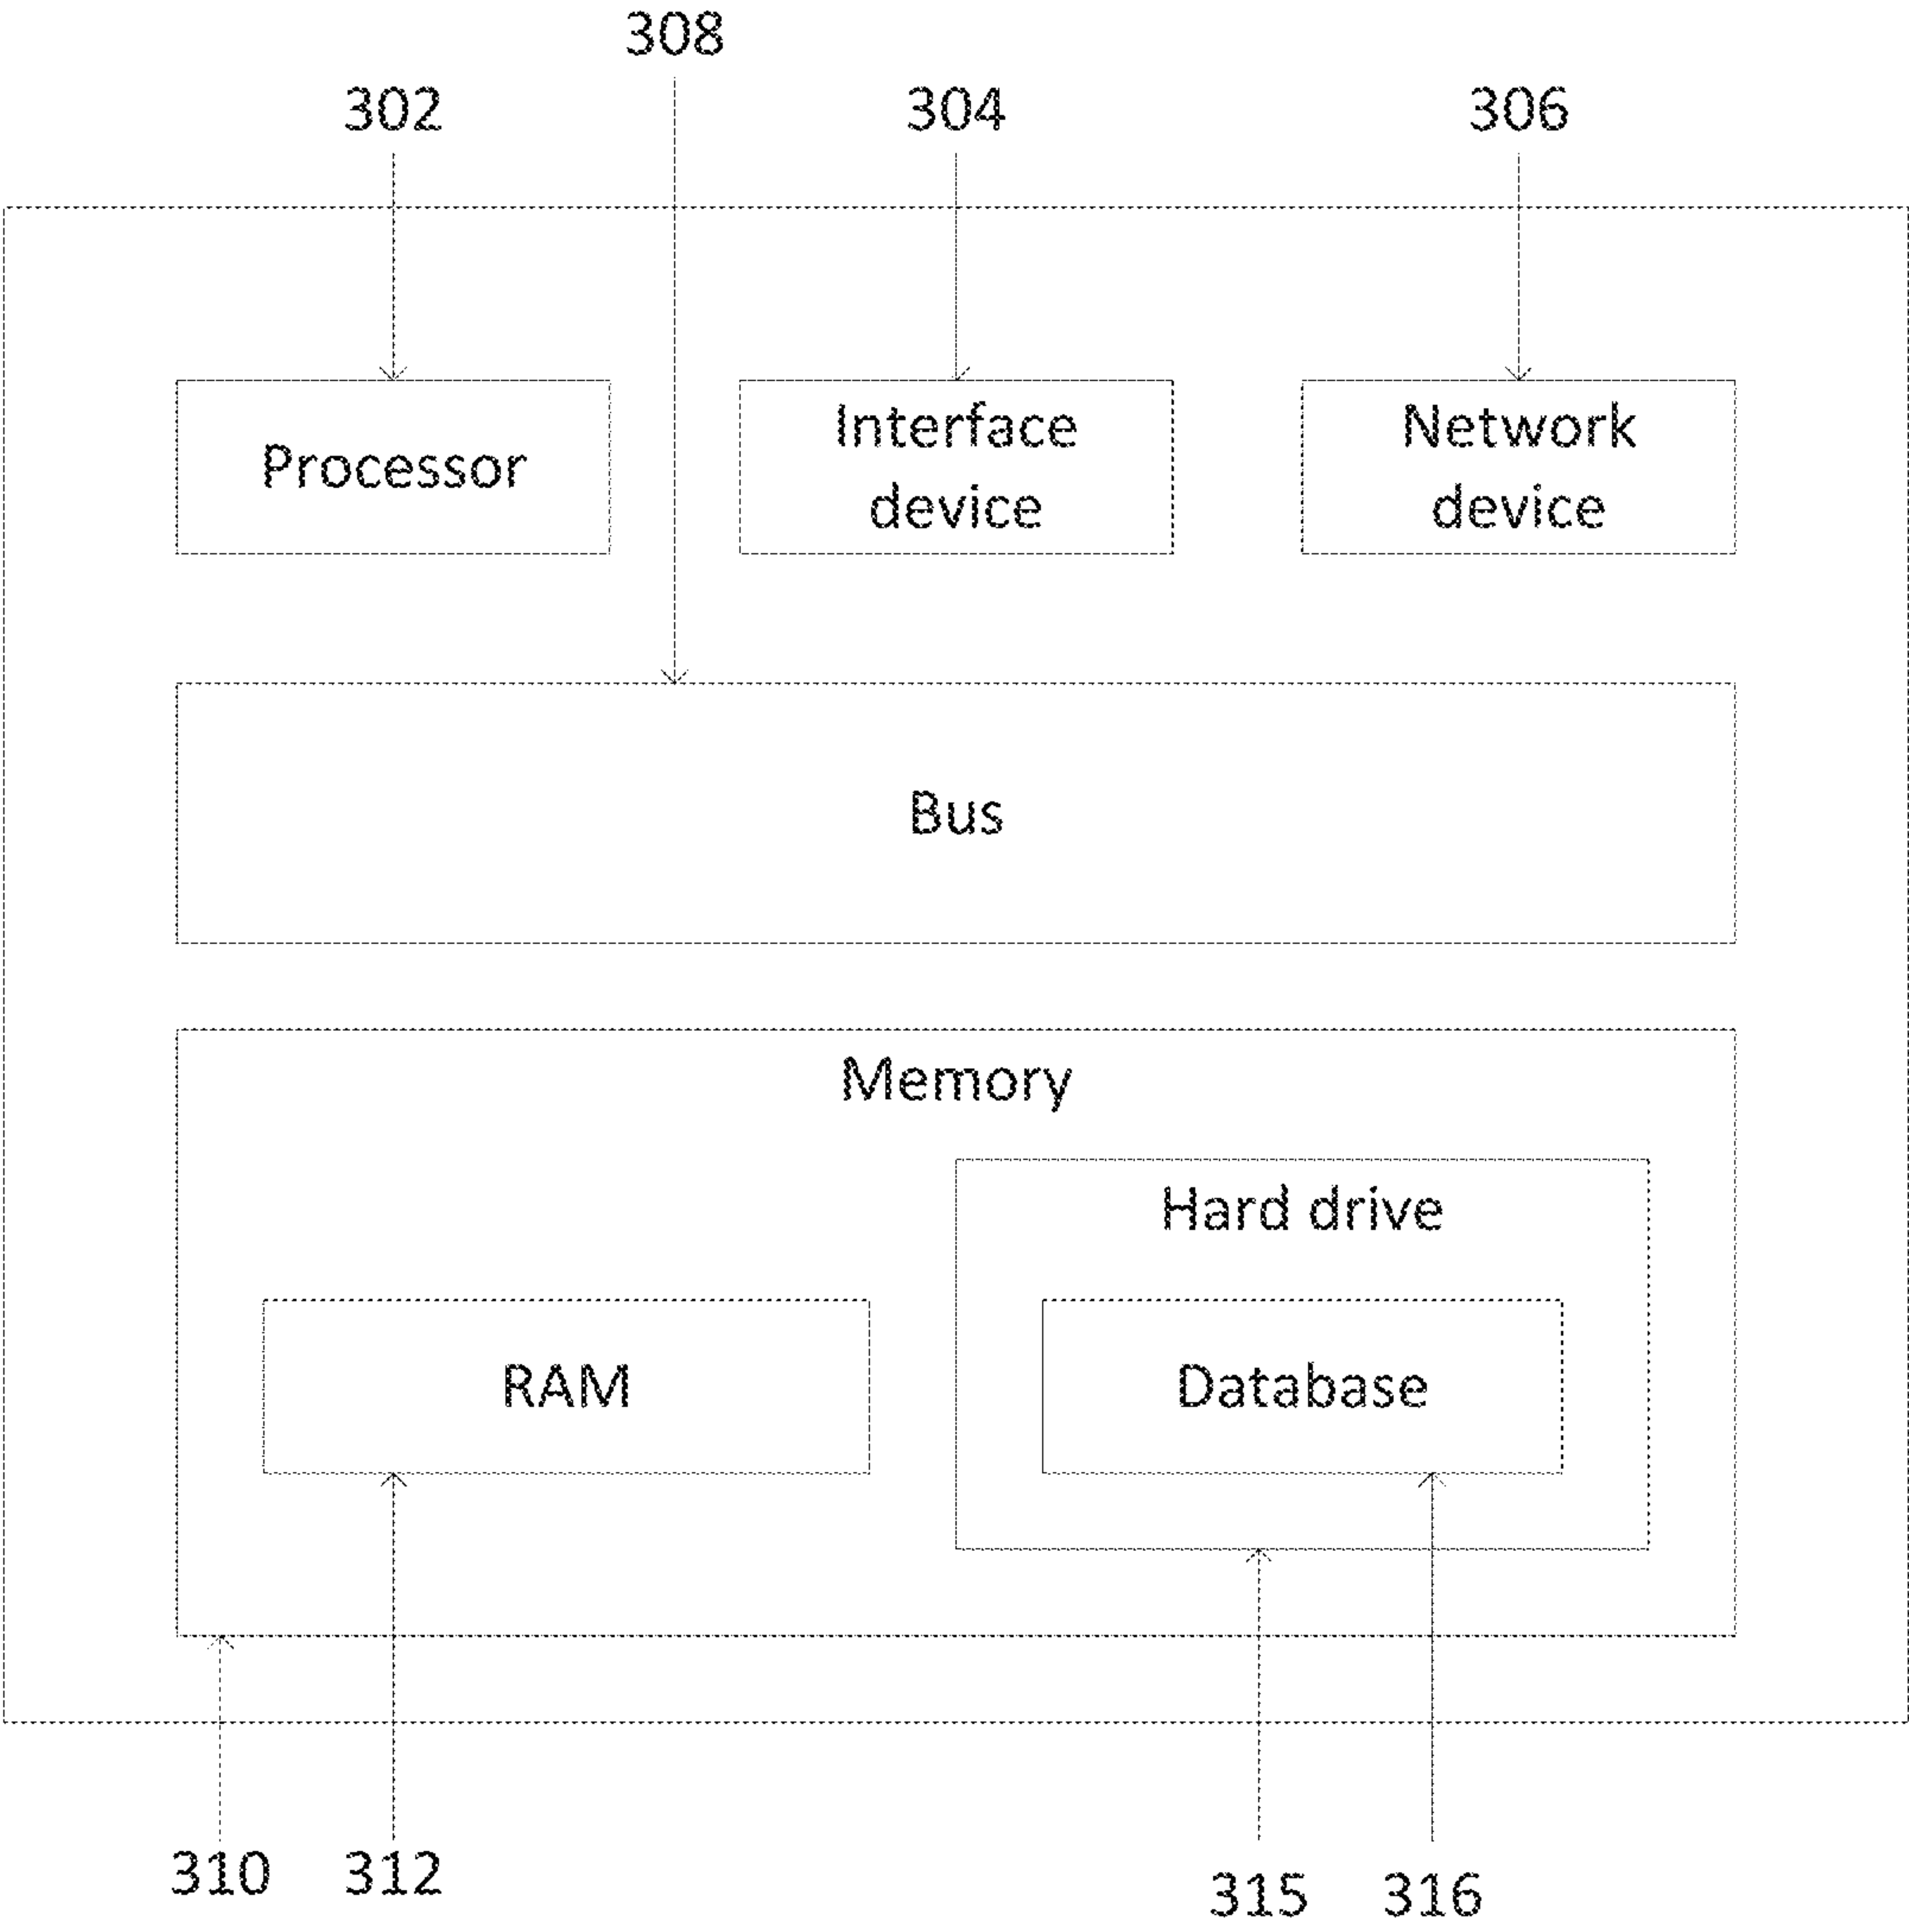 308
302
304
306
Processor
Interface
device
Network
device
Bus
Memory
Hard drive
RAM
Database
310
312
315
316